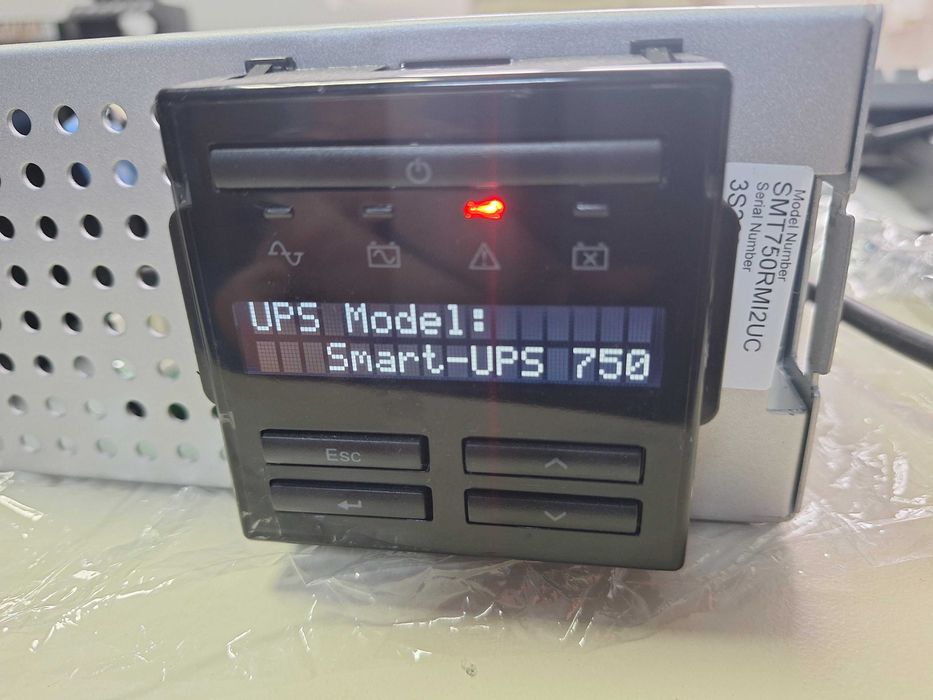 UPS Model:
Smart-UPS 750
Esc
Model Number
SMT750RMI2UC
Serial Number